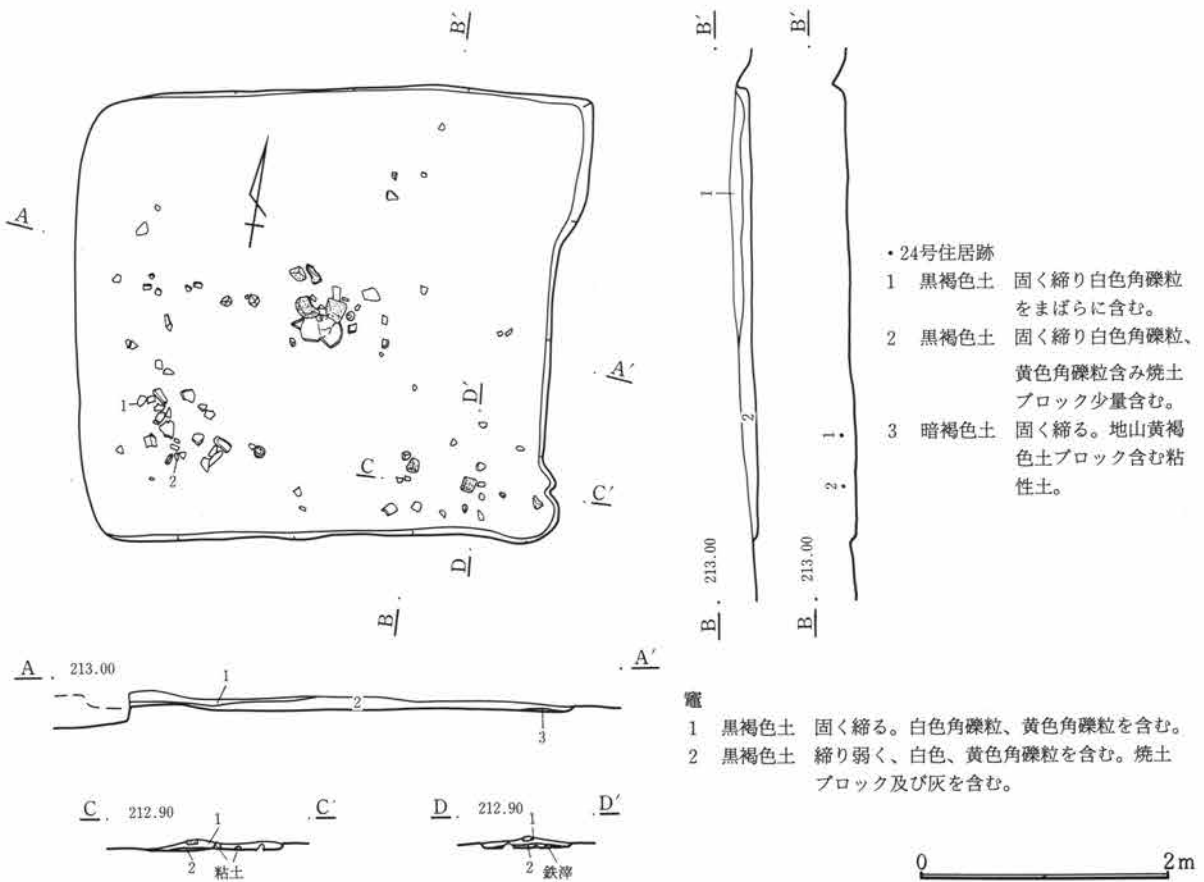 B′
A
A′
1
2
D′
C
C′
D
B
B′
B′
1
2
1
2
B 213.00
B 213.00
・24号住居跡
1 黒褐色土 固く締り白色角礫粒
をまばらに含む。
2 黒褐色土 固く締り白色角礫粒、
黄色角礫粒含み焼土
ブロック少量含む。
3 暗褐色土 固く締る。地山黄褐
色土ブロック含む粘
性土。
A 213.00
A′
1
2
3
竈
1 黒褐色土 固く締る。白色角礫粒、黄色角礫粒を含む。
2 黒褐色土 締り弱く、白色、黄色角礫粒を含む。焼土
ブロック及び灰を含む。
C 212.90
C′
1
2 粘土
D 212.90
D′
1
2 鉄滓
0 2m